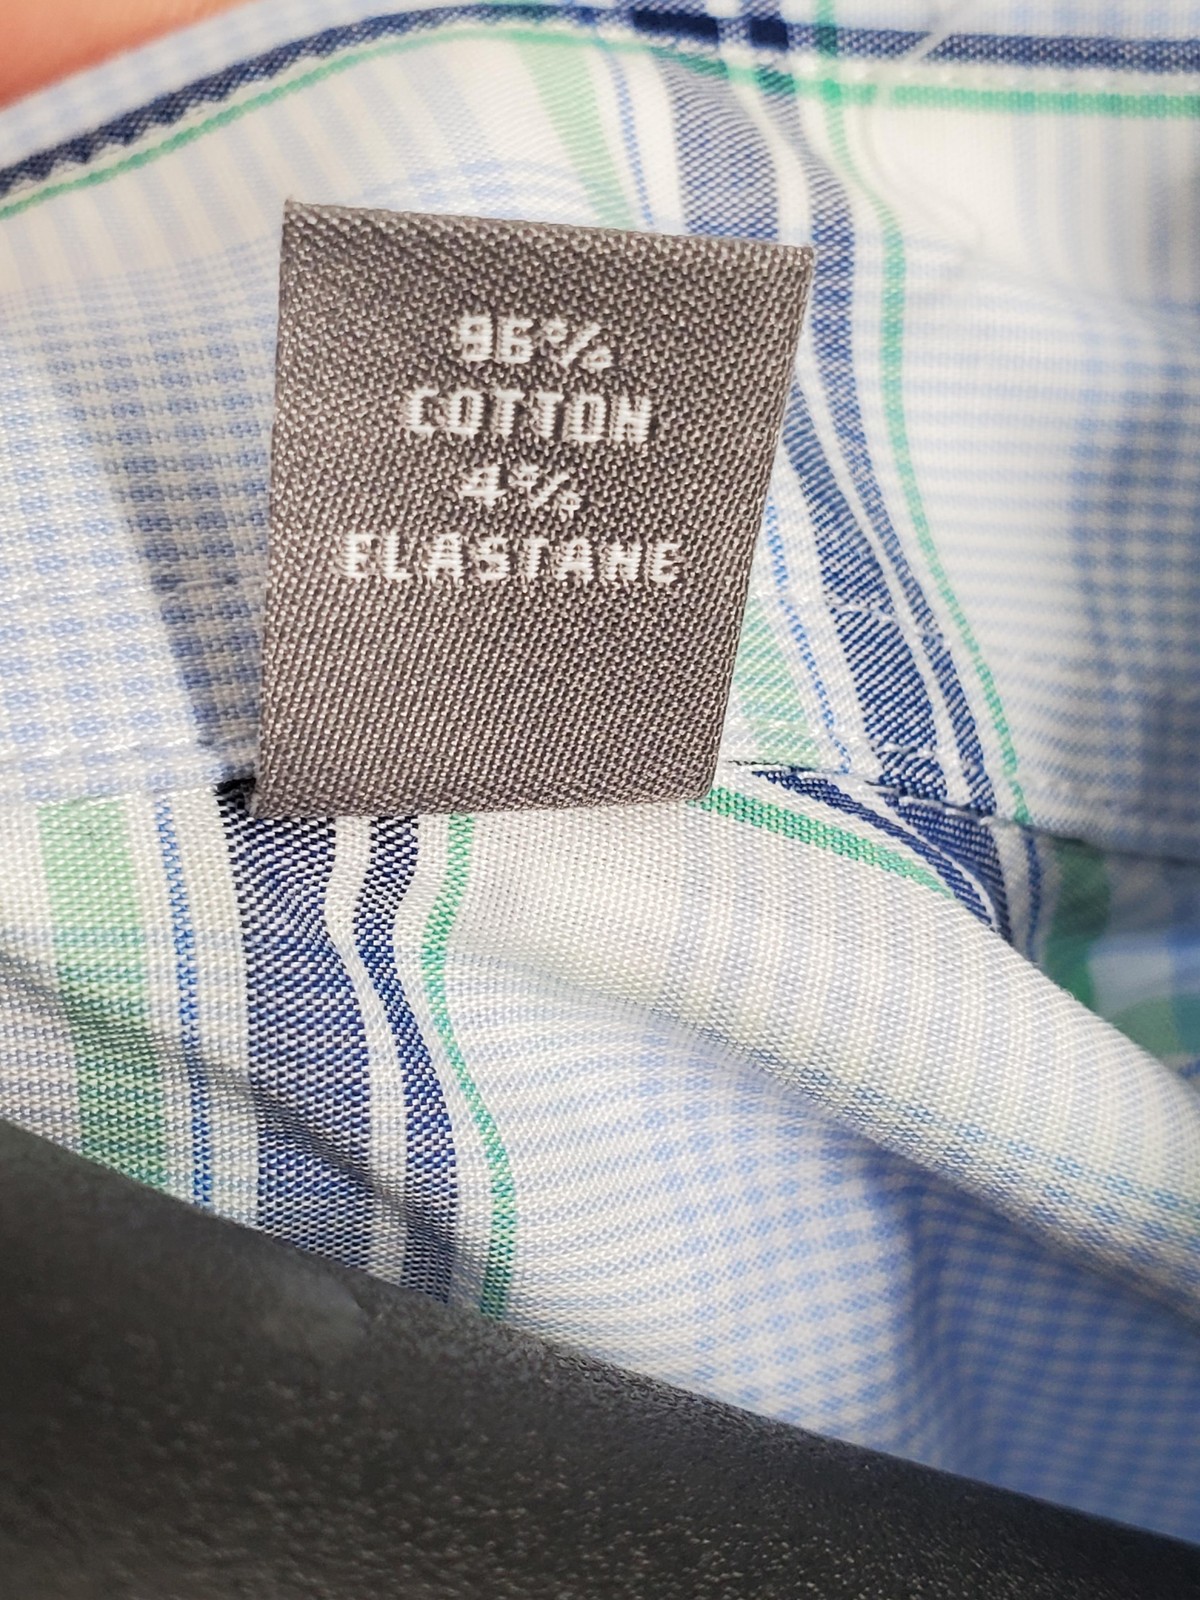 96%
COTTON
4%
ELASTANE